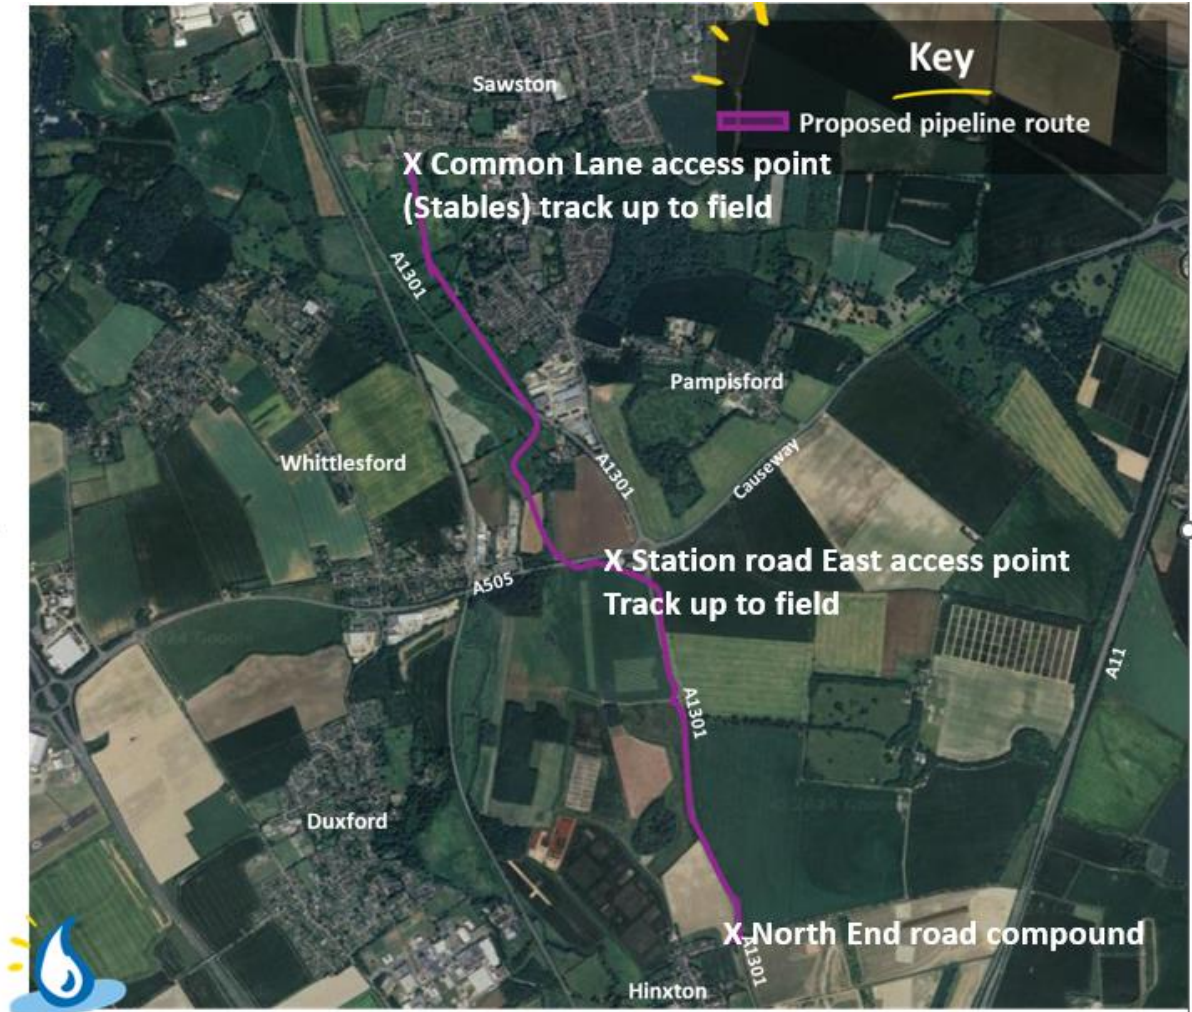 Key
Proposed pipeline route
Sawston
X Common Lane access point
(Stables) track up to field
A1301
Pampisford
Whittlesford
A1301
Causeway
X Station road East access point
Track up to field
A505
A11
A1301
Duxford
X North End road compound
A1301
Hinxton